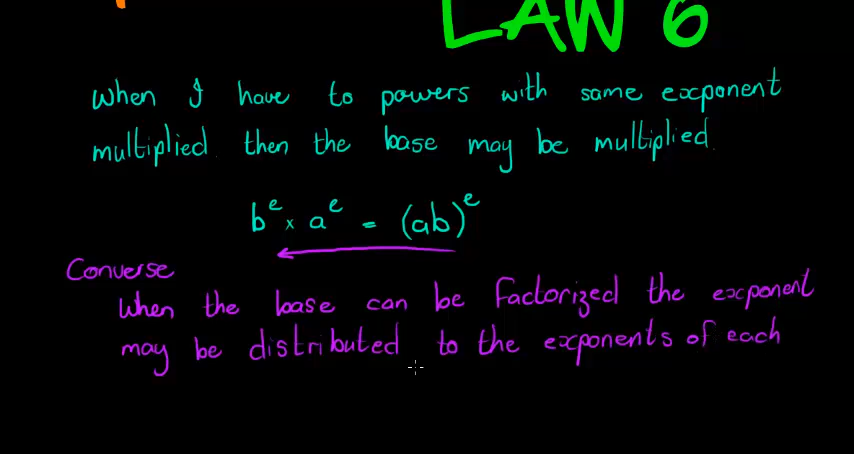 LAW 6
When I have to powers with same exponent
multiplied then the base may be multiplied.
b^e × a^e = (ab)^e
Converse
When the base can be factorized the exponent
may be distributed to the exponents of each